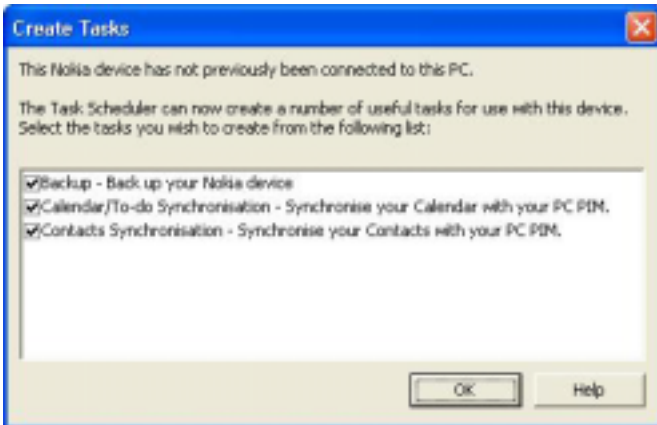 Create Tasks
This Nokia device has not previously been connected to this PC.
The Task Scheduler can now create a number of useful tasks for use with this device.
Select the tasks you wish to create from the following list:
Backup - Back up your Nokia device
Calendar/To-do Synchronisation - Synchronise your Calendar with your PC PIM.
Contacts Synchronisation - Synchronise your Contacts with your PC PIM.
OK Help